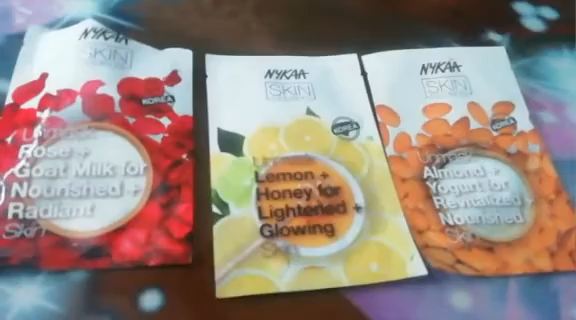 NYKAA
SKIN
KOREA
Rose +
Goat Milk for
Nourished +
Radiant
Skin
NYKAA
SKIN
KOREA
Lemon +
Honey for
Lightened +
Glowing
NYKAA
SKIN
KOREA
Almond +
Yogurt for
Revitalized +
Nourished
Skin